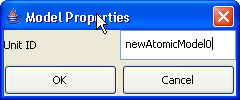 Model Properties
Unit ID newAtomicModel0
OK Cancel